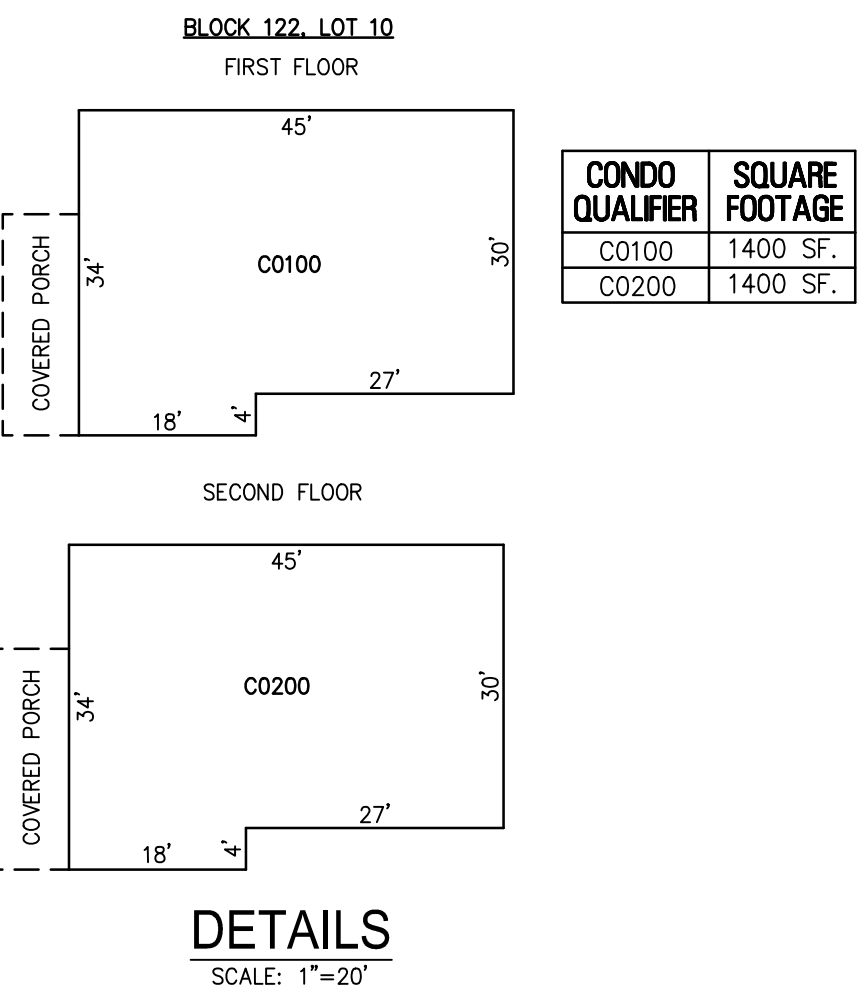 BLOCK 122, LOT 10
FIRST FLOOR
45'
COVERED PORCH
34'
C0100
30'
27'
18'
4'
CONDO QUALIFIER SQUARE FOOTAGE
C0100 1400 SF.
C0200 1400 SF.
SECOND FLOOR
45'
COVERED PORCH
34'
C0200
30'
27'
18'
4'
DETAILS
SCALE: 1"=20'